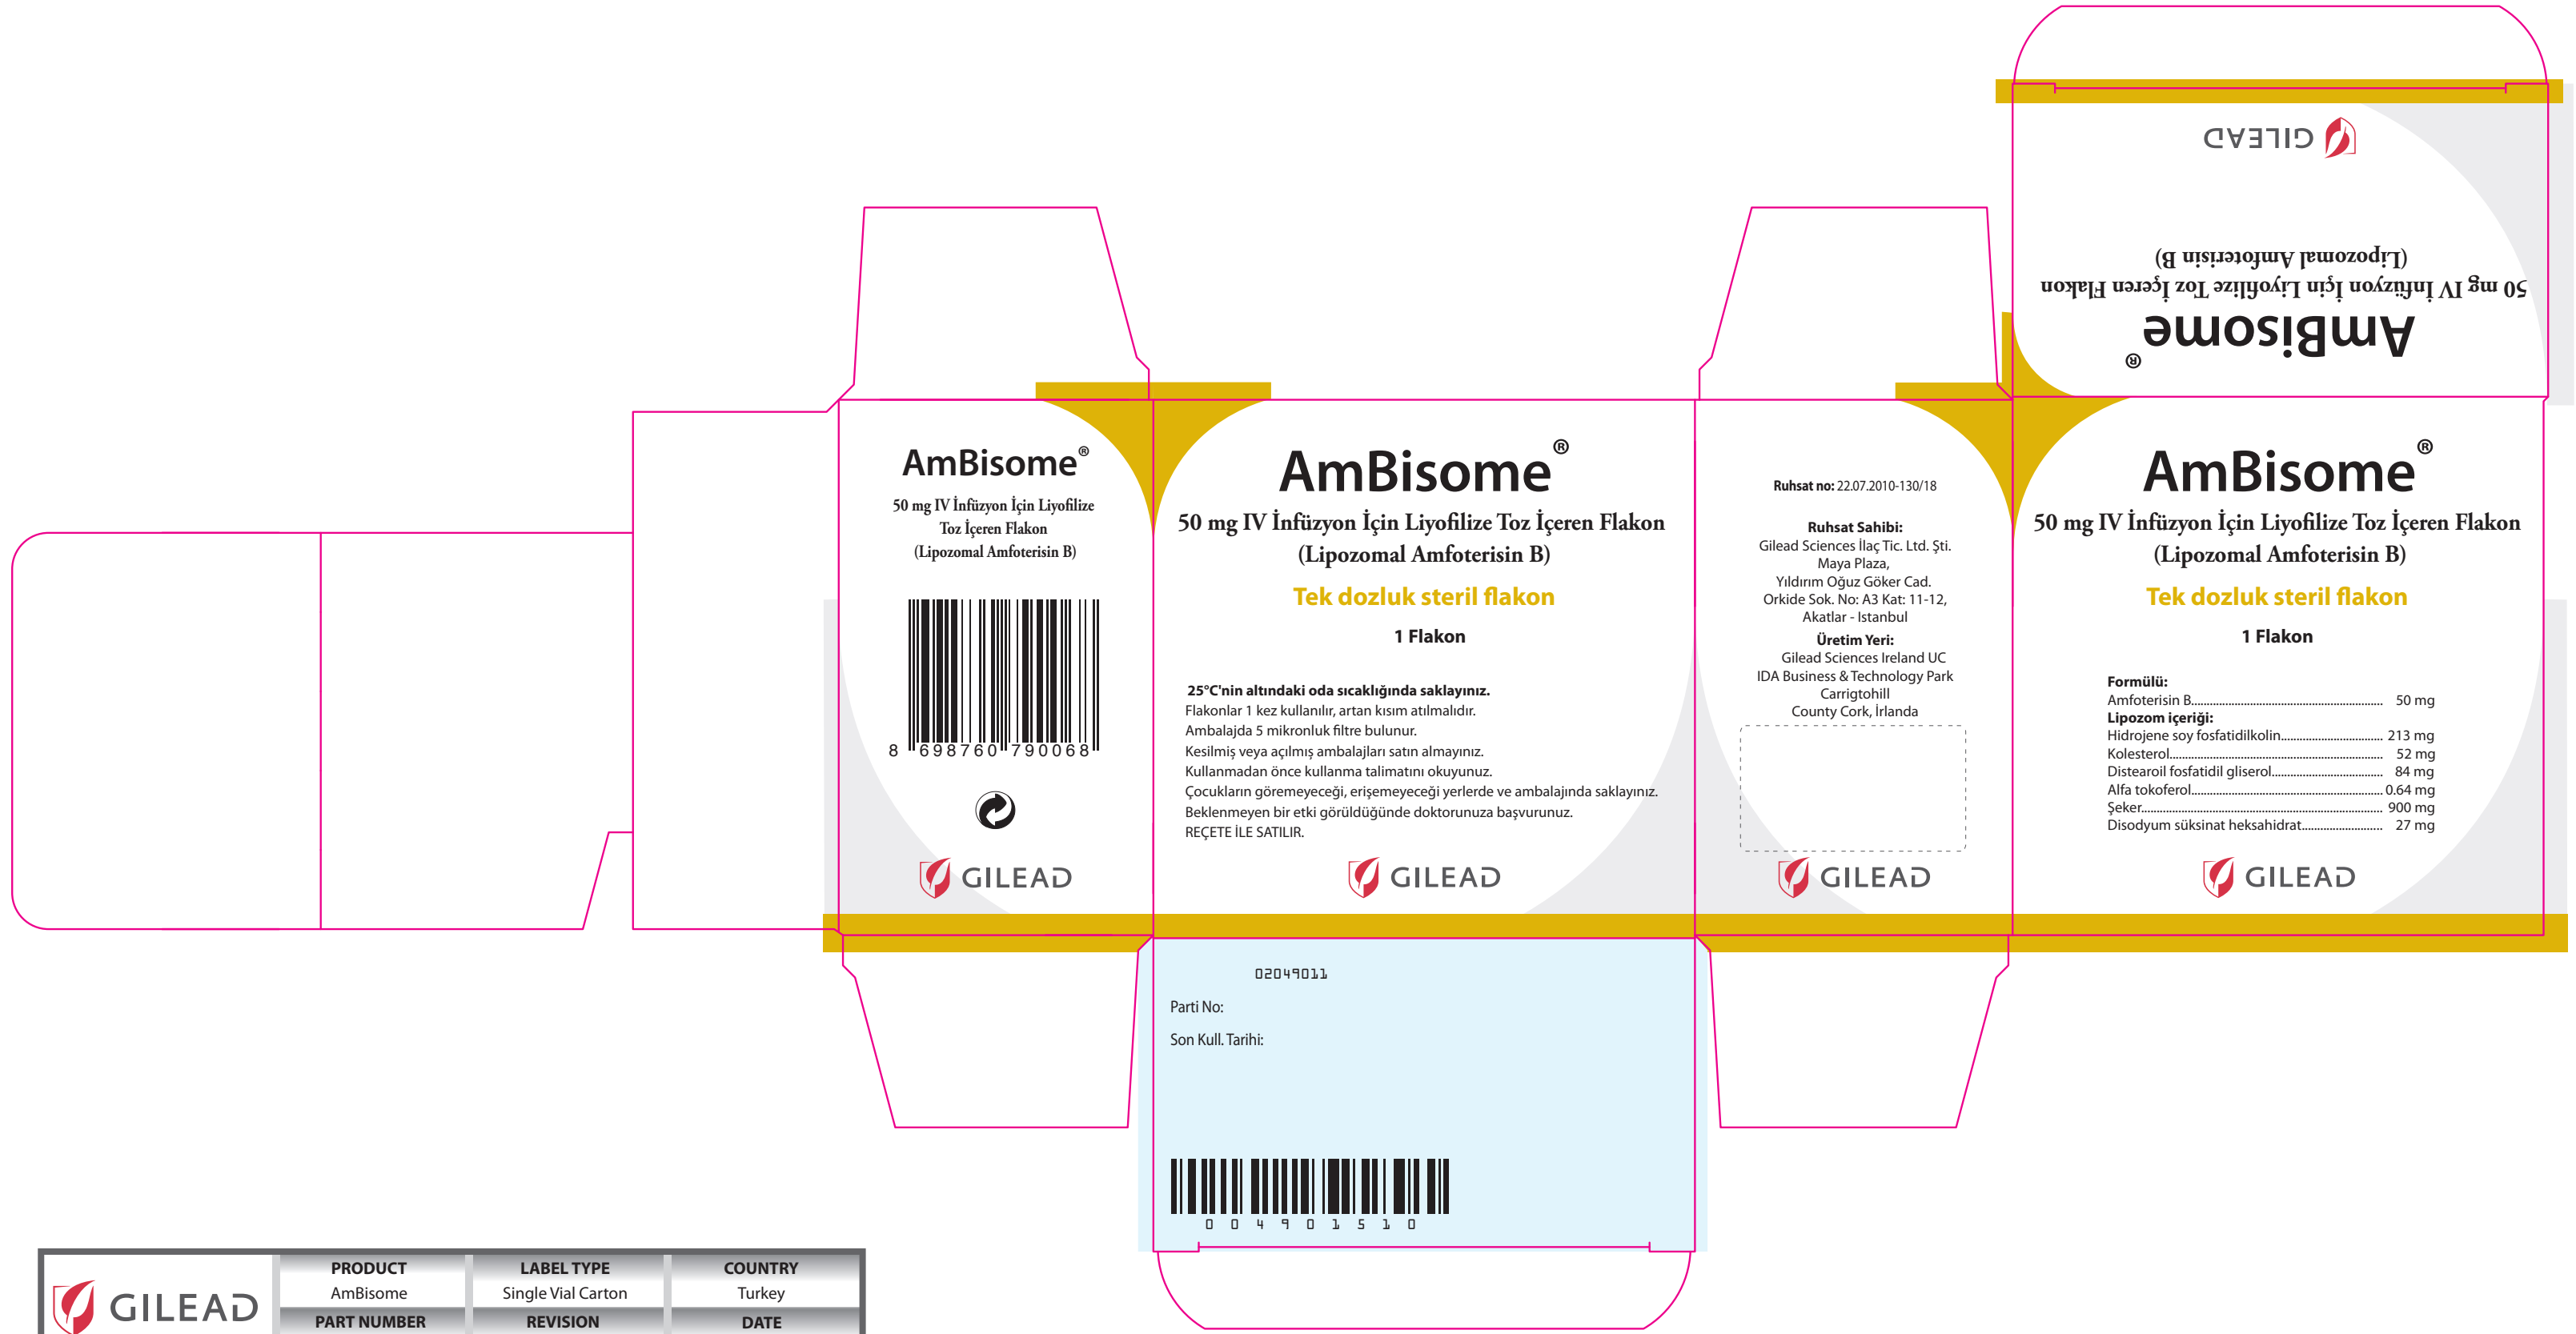 GILEAD
(Lipozomal Amfoterisin B)
50 mg IV İnfüzyon İçin Liyofilize Toz İçeren Flakon
AmBisome®
AmBisome®
50 mg IV İnfüzyon İçin Liyofilize
Toz İçeren Flakon
(Lipozomal Amfoterisin B)
8 698760 790068
GILEAD
AmBisome®
50 mg IV İnfüzyon İçin Liyofilize Toz İçeren Flakon
(Lipozomal Amfoterisin B)
Tek dozluk steril flakon
1 Flakon
25°C'nin altındaki oda sıcaklığında saklayınız.
Flakonlar 1 kez kullanılır, artan kısım atılmalıdır.
Ambalajda 5 mikronluk filtre bulunur.
Kesilmiş veya açılmış ambalajları satın almayınız.
Kullanmadan önce kullanma talimatını okuyunuz.
Çocukların göremeyeceği, erişemeyeceği yerlerde ve ambalajında saklayınız.
Beklenmeyen bir etki görüldüğünde doktorunuza başvurunuz.
REÇETE İLE SATILIR.
GILEAD
Ruhsat no: 22.07.2010-130/18
Ruhsat Sahibi:
Gilead Sciences İlaç Tic. Ltd. Şti.
Maya Plaza,
Yıldırım Oğuz Göker Cad.
Orkide Sok. No: A3 Kat: 11-12,
Akatlar - Istanbul
Üretim Yeri:
Gilead Sciences Ireland UC
IDA Business & Technology Park
Carrigtohill
County Cork, İrlanda
GILEAD
AmBisome®
50 mg IV İnfüzyon İçin Liyofilize Toz İçeren Flakon
(Lipozomal Amfoterisin B)
Tek dozluk steril flakon
1 Flakon
Formülü:
Amfoterisin B........ 50 mg
Lipozom içeriği:
Hidrojene soy fosfatidilkolin........ 213 mg
Kolesterol........ 52 mg
Distearoil fosfatidil gliserol........ 84 mg
Alfa tokoferol........ 0.64 mg
Şeker........ 900 mg
Disodyum süksinat heksahidrat........ 27 mg
GILEAD
02049011
Parti No:
Son Kull. Tarihi:
004901510
GILEAD
PRODUCT LABEL TYPE COUNTRY
AmBisome Single Vial Carton Turkey
PART NUMBER REVISION DATE